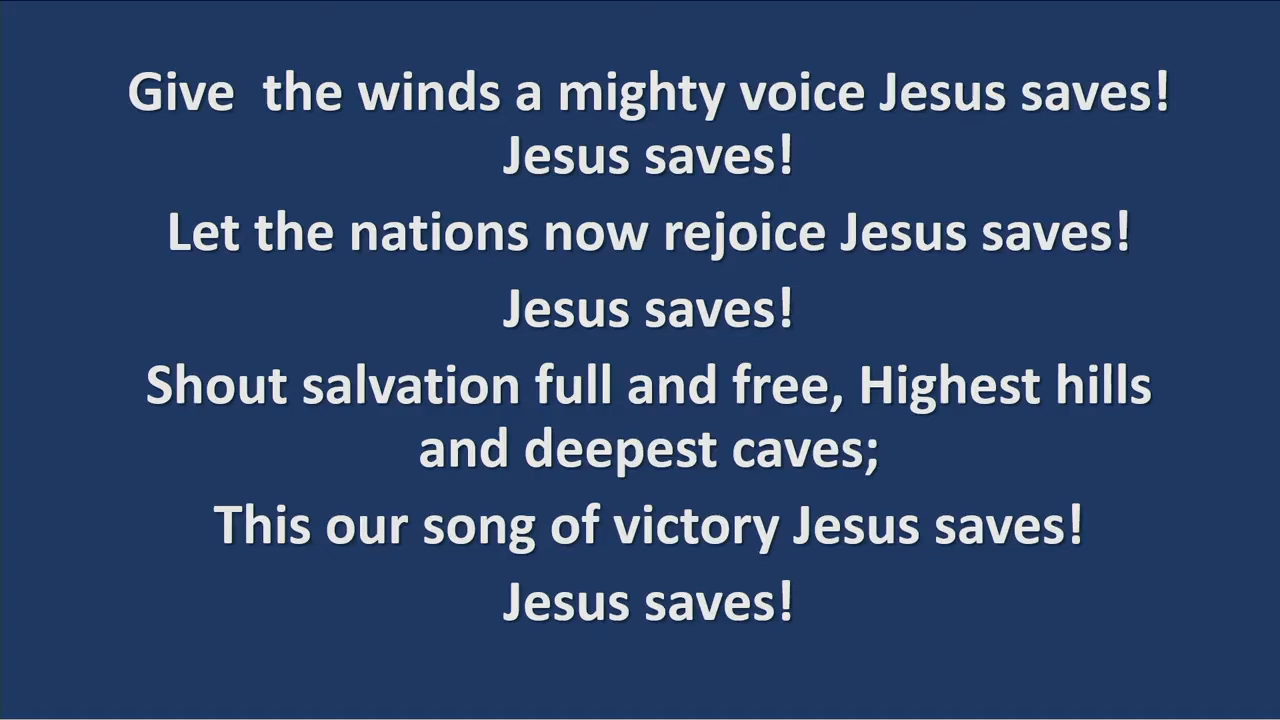 Give  the winds a mighty voice Jesus saves!
Jesus saves!
Let the nations now rejoice Jesus saves!
Jesus saves!
Shout salvation full and free, Highest hills
and deepest caves;
This our song of victory Jesus saves!
Jesus saves!